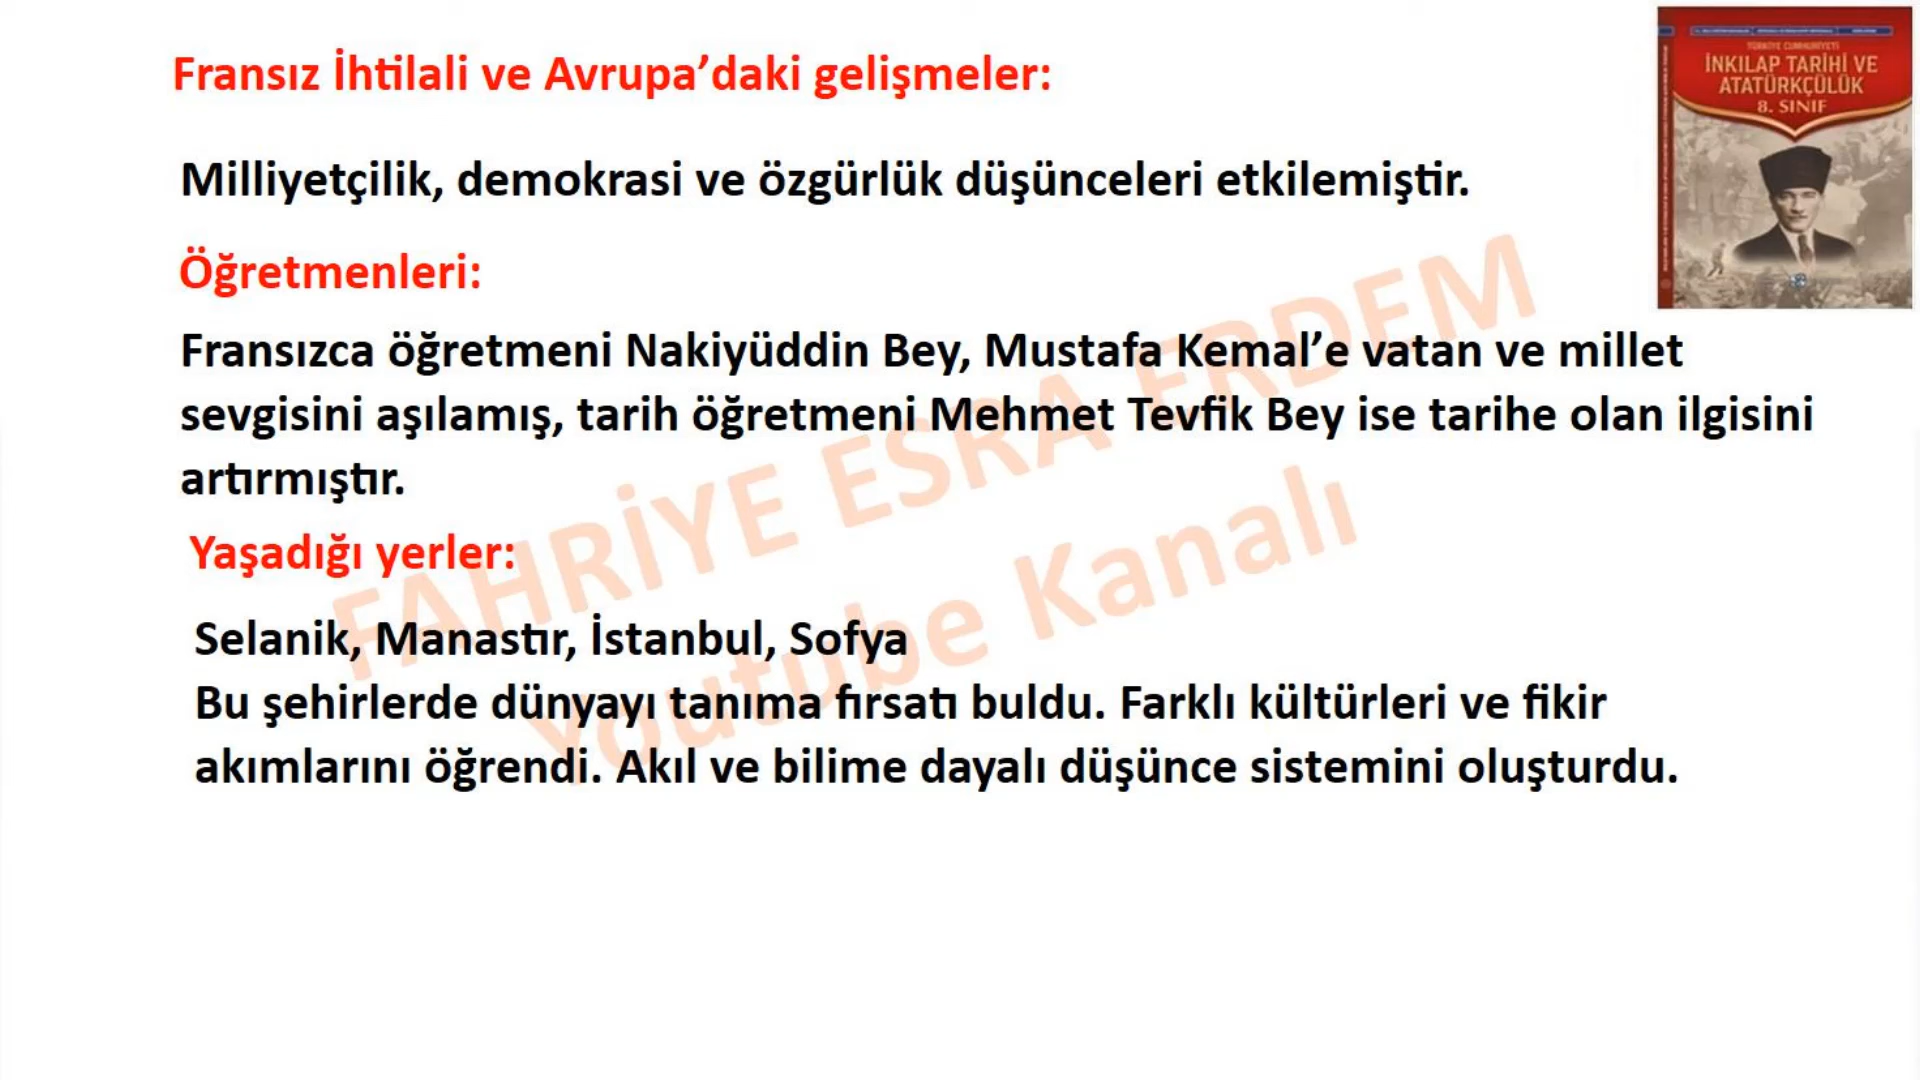 Fransız İhtilali ve Avrupa’daki gelişmeler:
TÜRKİYE CUMHURİYETİ
İNKILAP TARİHİ VE
ATATÜRKÇÜLÜK
8. SINIF
Milliyetçilik, demokrasi ve özgürlük düşünceleri etkilemiştir.
Öğretmenleri:
Fransızca öğretmeni Nakiyüddin Bey, Mustafa Kemal’e vatan ve millet
sevgisini aşılamış, tarih öğretmeni Mehmet Tevfik Bey ise tarihe olan ilgisini
artırmıştır.
Yaşadığı yerler:
Selanik, Manastır, İstanbul, Sofya
Bu şehirlerde dünyayı tanıma fırsatı buldu. Farklı kültürleri ve fikir
akımlarını öğrendi. Akıl ve bilime dayalı düşünce sistemini oluşturdu.
FAHRİYE ESRA ERDEM
Youtube Kanalı